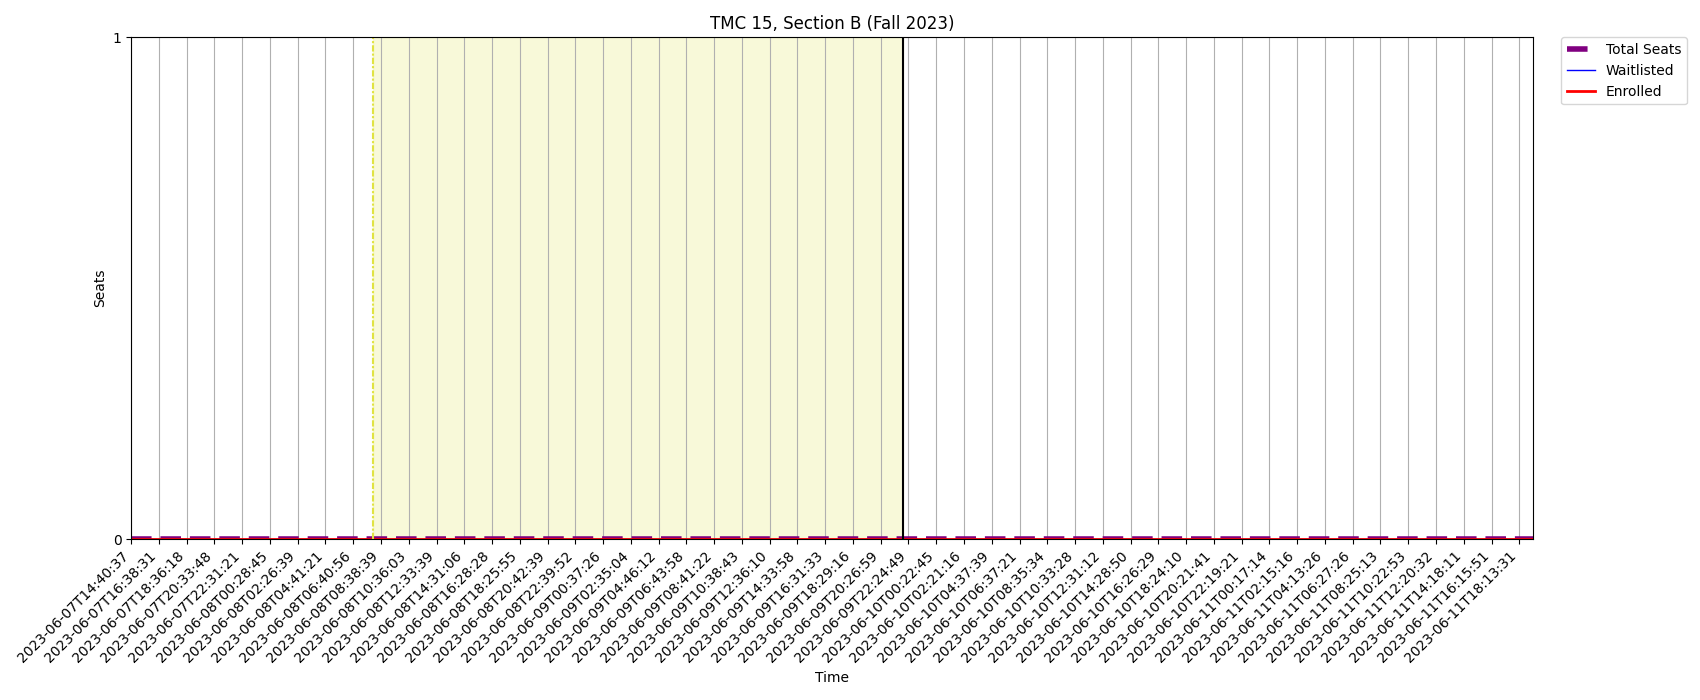 TMC 15, Section B (Fall 2023)
Total Seats
Waitlisted
Enrolled
1
0
Seats
2023-06-07T14:40:37
2023-06-07T16:38:31
2023-06-07T18:36:18
2023-06-07T20:33:48
2023-06-07T22:31:21
2023-06-08T00:28:45
2023-06-08T02:26:39
2023-06-08T04:41:21
2023-06-08T06:40:56
2023-06-08T08:38:39
2023-06-08T10:36:03
2023-06-08T12:33:39
2023-06-08T14:31:06
2023-06-08T16:28:28
2023-06-08T18:25:55
2023-06-08T20:42:39
2023-06-08T22:39:52
2023-06-09T00:37:26
2023-06-09T02:35:04
2023-06-09T04:46:12
2023-06-09T06:43:58
2023-06-09T08:41:22
2023-06-09T10:38:43
2023-06-09T12:36:10
2023-06-09T14:33:58
2023-06-09T16:31:33
2023-06-09T18:29:16
2023-06-09T20:26:59
2023-06-09T22:24:49
2023-06-10T00:22:45
2023-06-10T02:21:16
2023-06-10T04:37:39
2023-06-10T06:37:21
2023-06-10T08:35:34
2023-06-10T10:33:28
2023-06-10T12:31:12
2023-06-10T14:28:50
2023-06-10T16:26:29
2023-06-10T18:24:10
2023-06-10T20:21:41
2023-06-10T22:19:21
2023-06-11T00:17:14
2023-06-11T02:15:16
2023-06-11T04:13:26
2023-06-11T06:27:26
2023-06-11T08:25:13
2023-06-11T10:22:53
2023-06-11T12:20:32
2023-06-11T14:18:11
2023-06-11T16:15:51
2023-06-11T18:13:31
Time